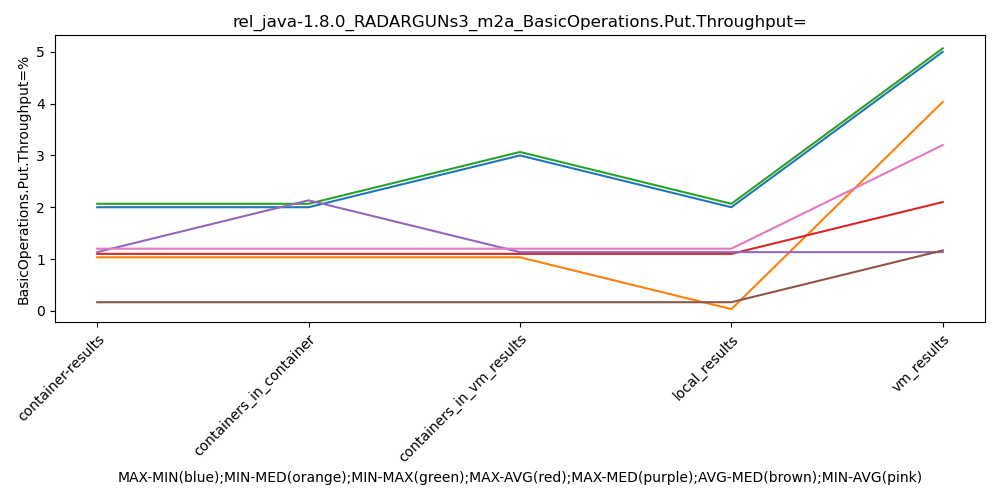 rel_java-1.8.0_RADARGUNs3_m2a_BasicOperations.Put.Throughput=
BasicOperations.Put.Throughput=%
5
4
3
2
1
0
container-results
containers_in_container
containers_in_vm_results
local_results
vm_results
MAX-MIN(blue);MIN-MED(orange);MIN-MAX(green);MAX-AVG(red);MAX-MED(purple);AVG-MED(brown);MIN-AVG(pink)